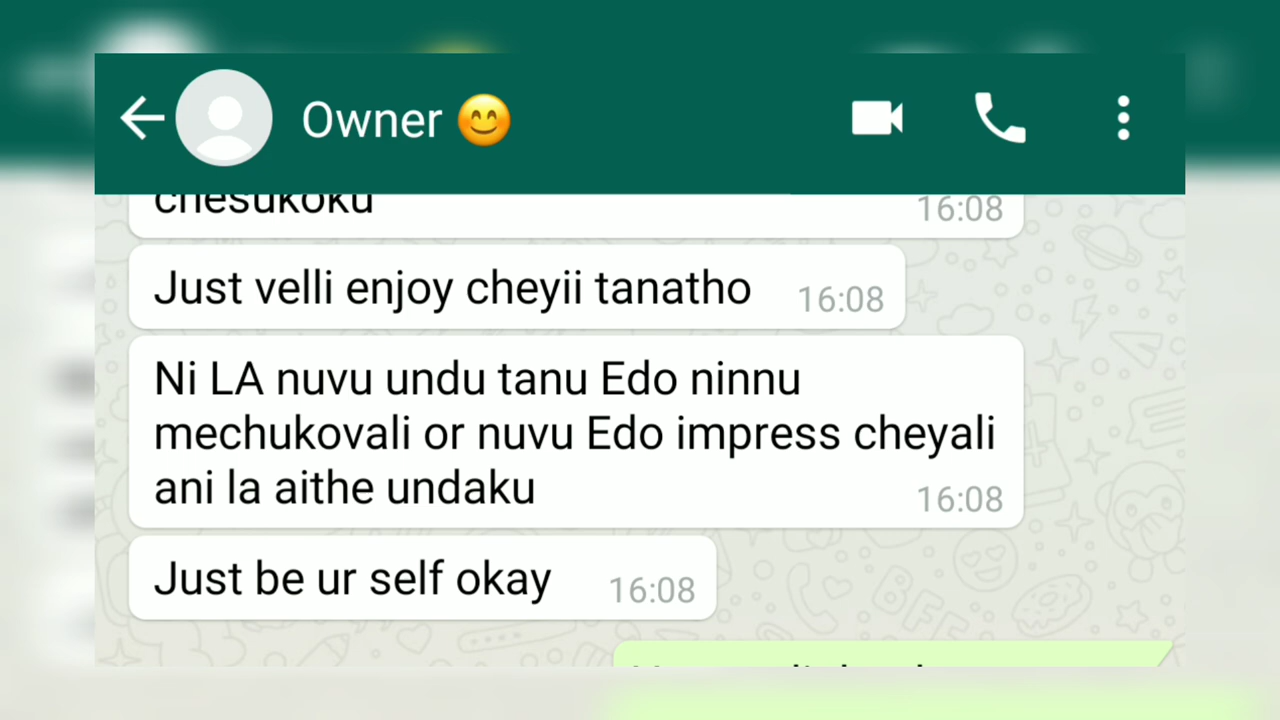 Owner 😊
chesukoku
16:08
Just velli enjoy cheyii tanatho
16:08
Ni LA nuvu undu tanu Edo ninnu
mechukovali or nuvu Edo impress cheyali
ani la aithe undaku
16:08
Just be ur self okay
16:08